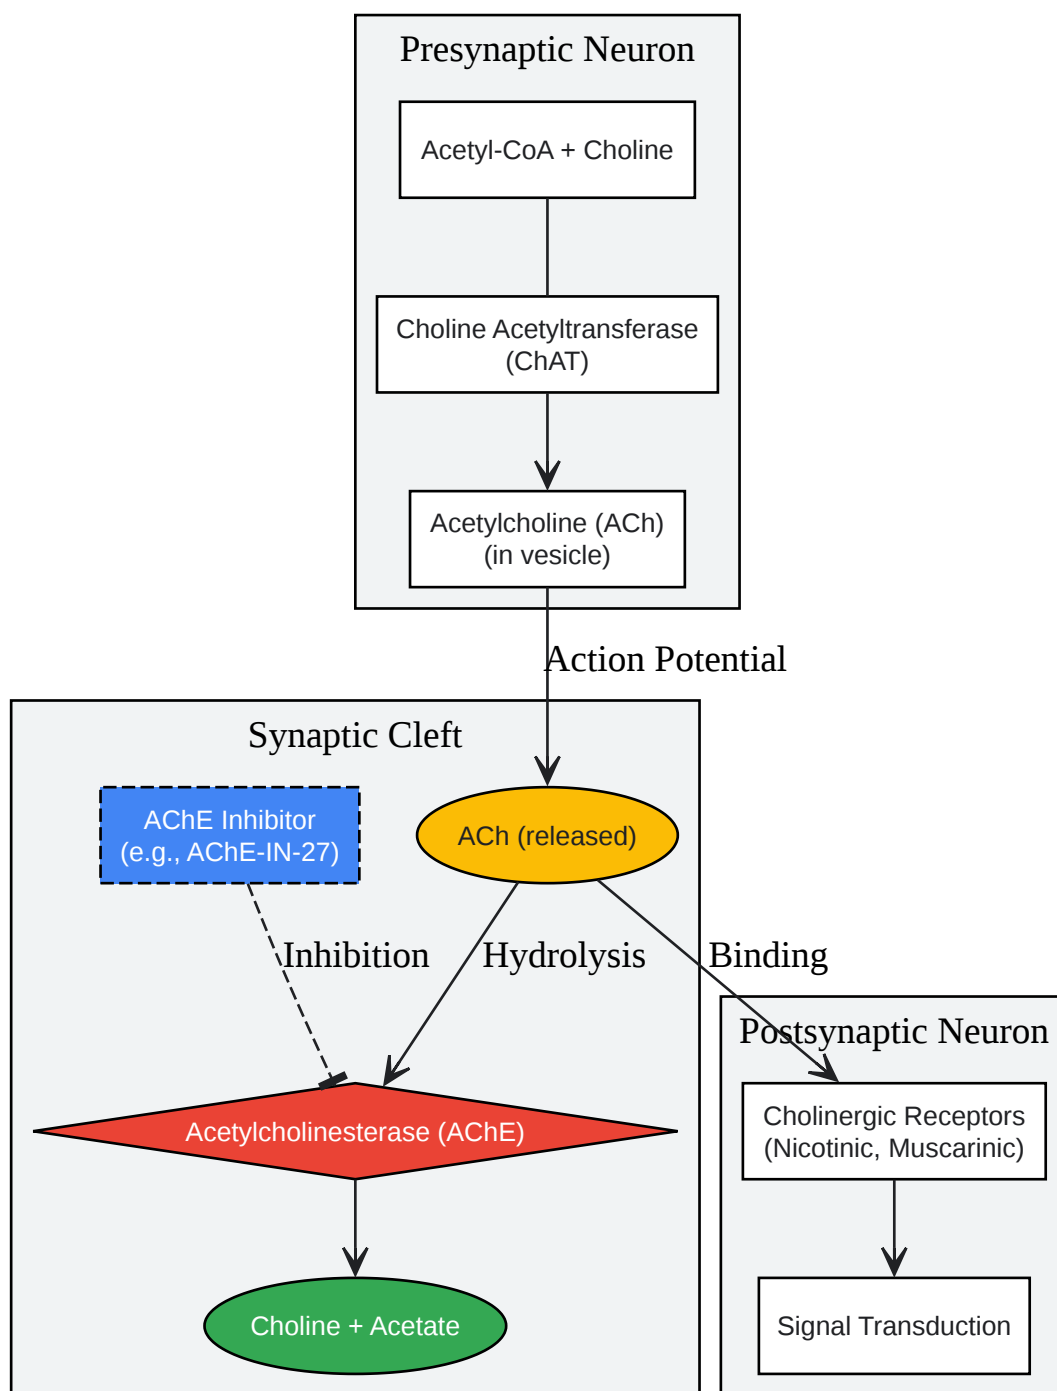 Presynaptic Neuron
Acetyl-CoA + Choline
Choline Acetyltransferase
(ChAT)
Acetylcholine (ACh)
(in vesicle)
Action Potential
Synaptic Cleft
AChE Inhibitor
(e.g., AChE-IN-27)
ACh (released)
Inhibition
Hydrolysis
Binding
Postsynaptic Neuron
Acetylcholinesterase (AChE)
Cholinergic Receptors
(Nicotinic, Muscarinic)
Choline + Acetate
Signal Transduction